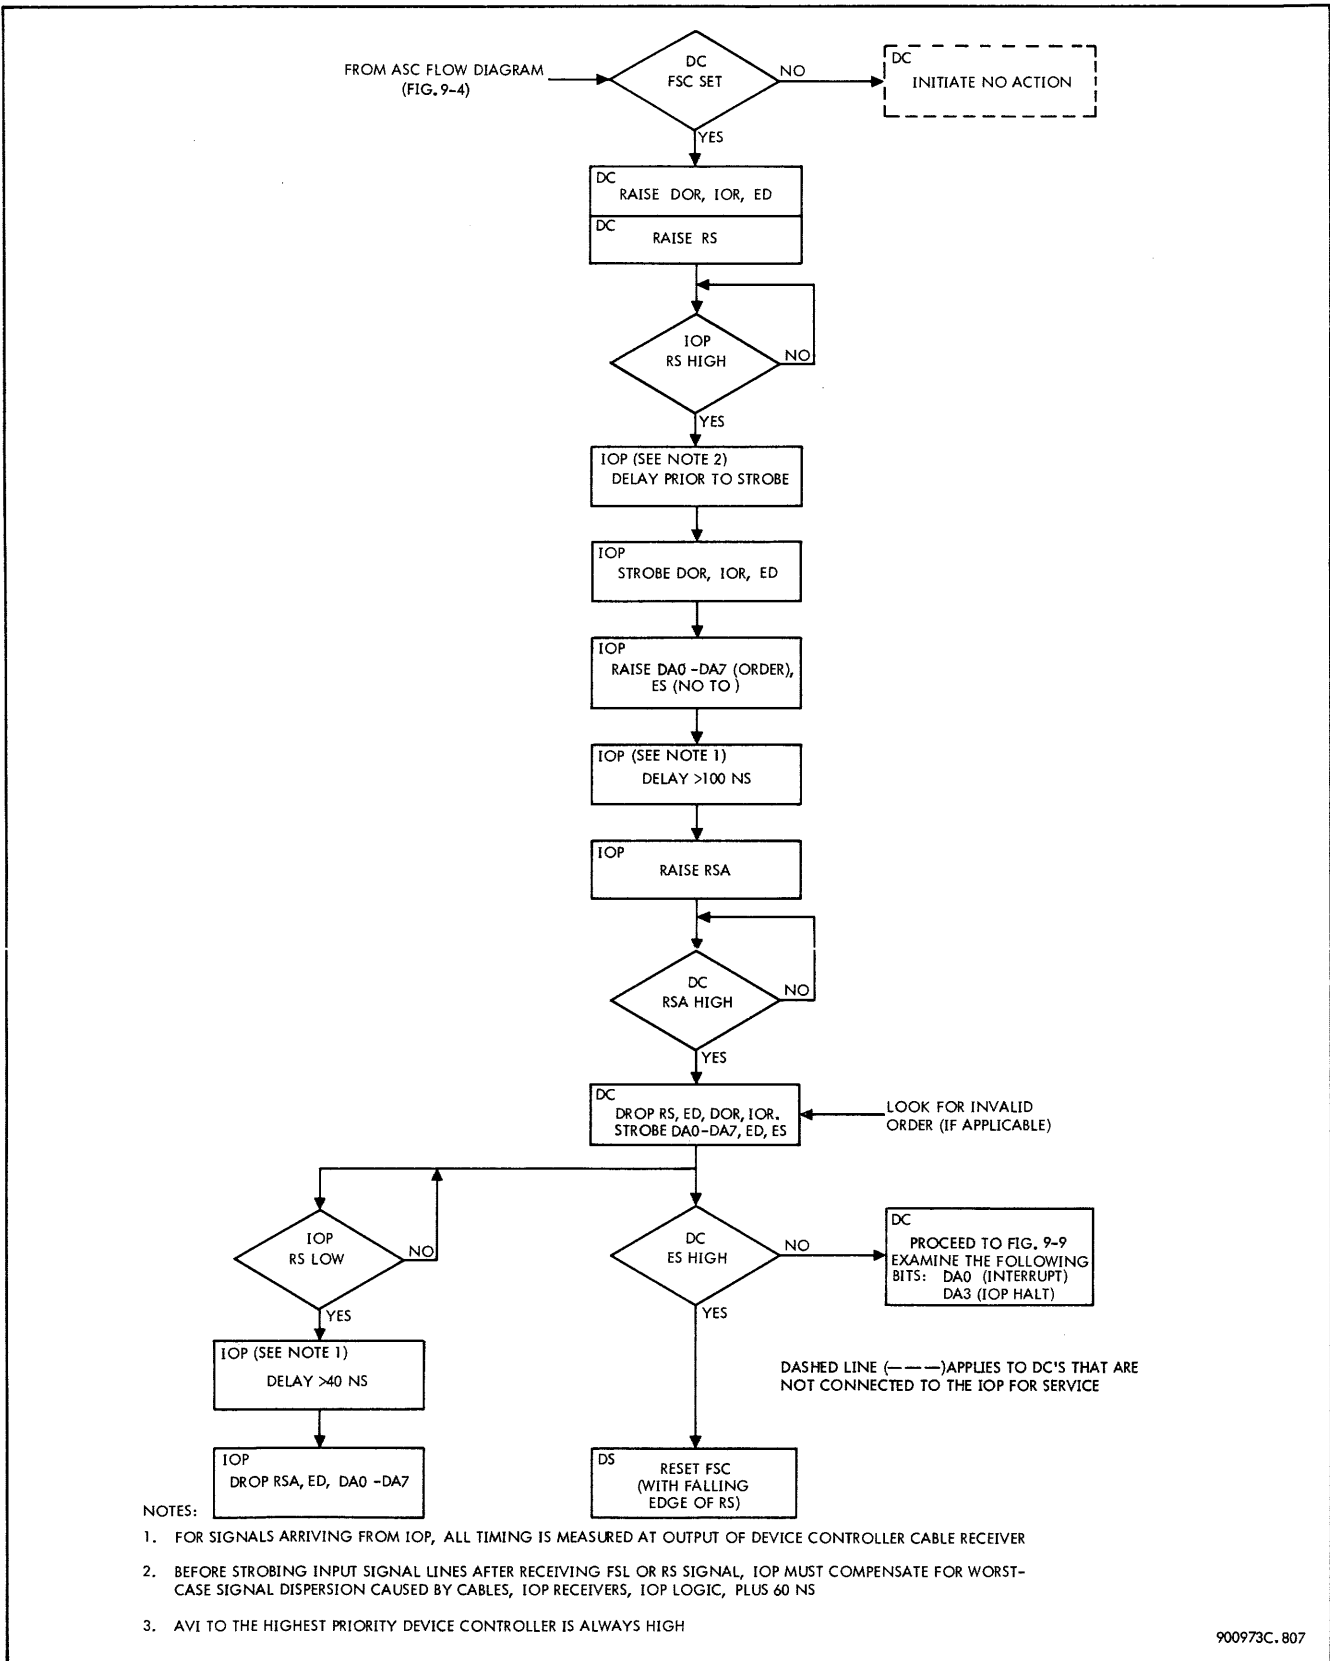 FROM ASC FLOW DIAGRAM
(FIG. 9-4)
DC
FSC SET
NO
DC
INITIATE NO ACTION
YES
DC
RAISE DOR, IOR, ED
DC
RAISE RS
IOP
RS HIGH
NO
YES
IOP (SEE NOTE 2)
DELAY PRIOR TO STROBE
IOP
STROBE DOR, IOR, ED
IOP
RAISE DA0-DA7 (ORDER),
ES (NO TO )
IOP (SEE NOTE 1)
DELAY >100 NS
IOP
RAISE RSA
DC
RSA HIGH
NO
YES
DC
DROP RS, ED, DOR, IOR.
STROBE DA0-DA7, ED, ES
LOOK FOR INVALID
ORDER (IF APPLICABLE)
IOP
RS LOW
NO
YES
DC
ES HIGH
NO
YES
DC
PROCEED TO FIG. 9-9
EXAMINE THE FOLLOWING
BITS: DA0 (INTERRUPT)
DA3 (IOP HALT)
IOP (SEE NOTE 1)
DELAY >40 NS
DASHED LINE (———)APPLIES TO DC'S THAT ARE
NOT CONNECTED TO THE IOP FOR SERVICE
IOP
DROP RSA, ED, DA0-DA7
DS
RESET FSC
(WITH FALLING
EDGE OF RS)
NOTES:
1. FOR SIGNALS ARRIVING FROM IOP, ALL TIMING IS MEASURED AT OUTPUT OF DEVICE CONTROLLER CABLE RECEIVER
2. BEFORE STROBING INPUT SIGNAL LINES AFTER RECEIVING FSL OR RS SIGNAL, IOP MUST COMPENSATE FOR WORST-
CASE SIGNAL DISPERSION CAUSED BY CABLES, IOP RECEIVERS, IOP LOGIC, PLUS 60 NS
3. AVI TO THE HIGHEST PRIORITY DEVICE CONTROLLER IS ALWAYS HIGH
900973C.807